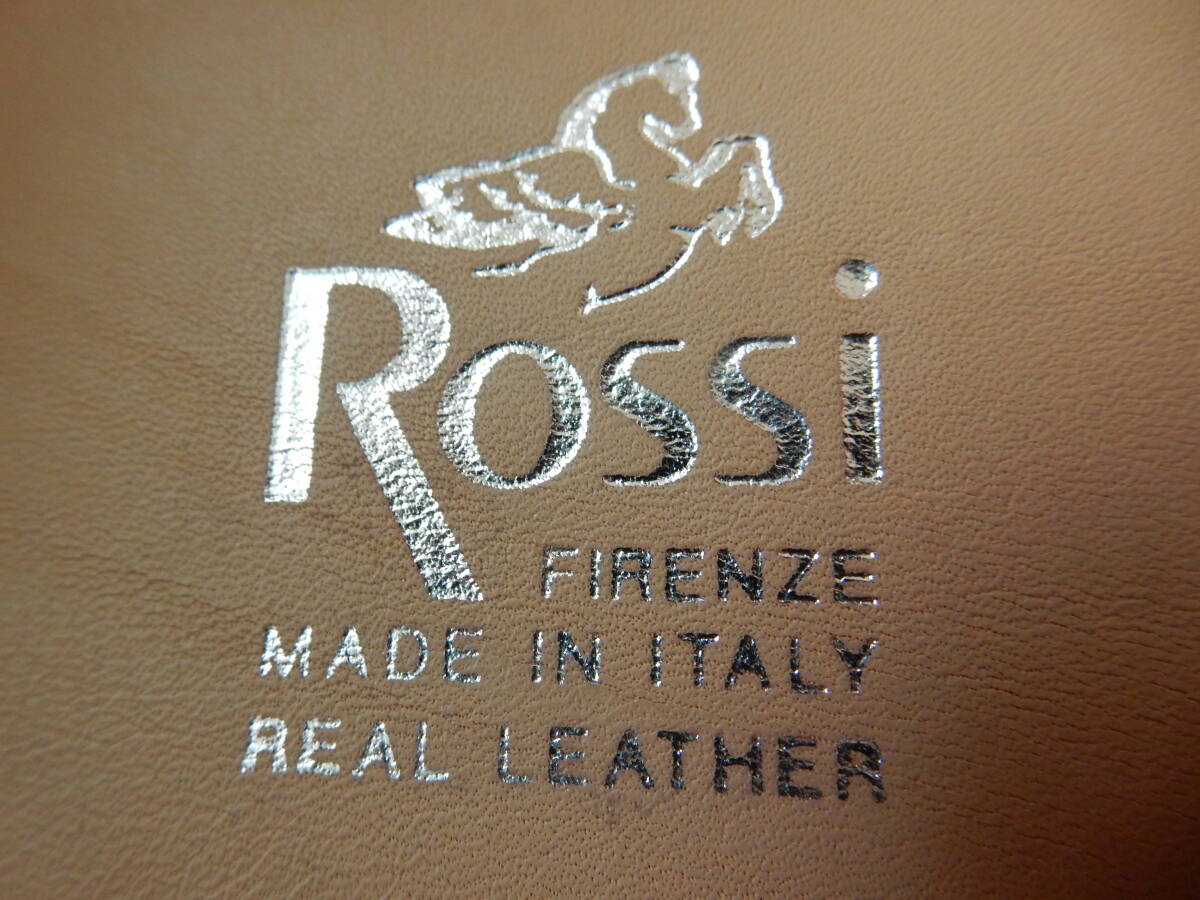 Rossi
FIRENZE
MADE IN ITALY
REAL LEATHER